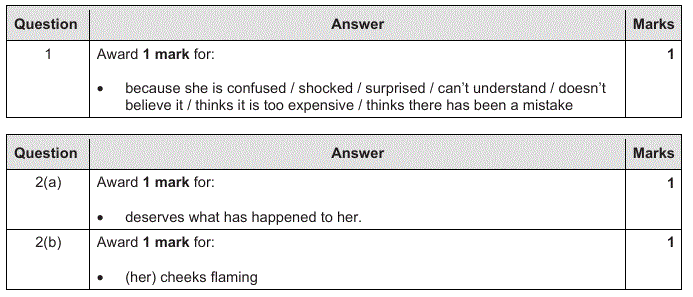 Question Answer Marks
1 Award 1 mark for: 1
• because she is confused / shocked / surprised / can’t understand / doesn’t
believe it / thinks it is too expensive / thinks there has been a mistake
Question Answer Marks
2(a) Award 1 mark for: 1
• deserves what has happened to her.
2(b) Award 1 mark for: 1
• (her) cheeks flaming